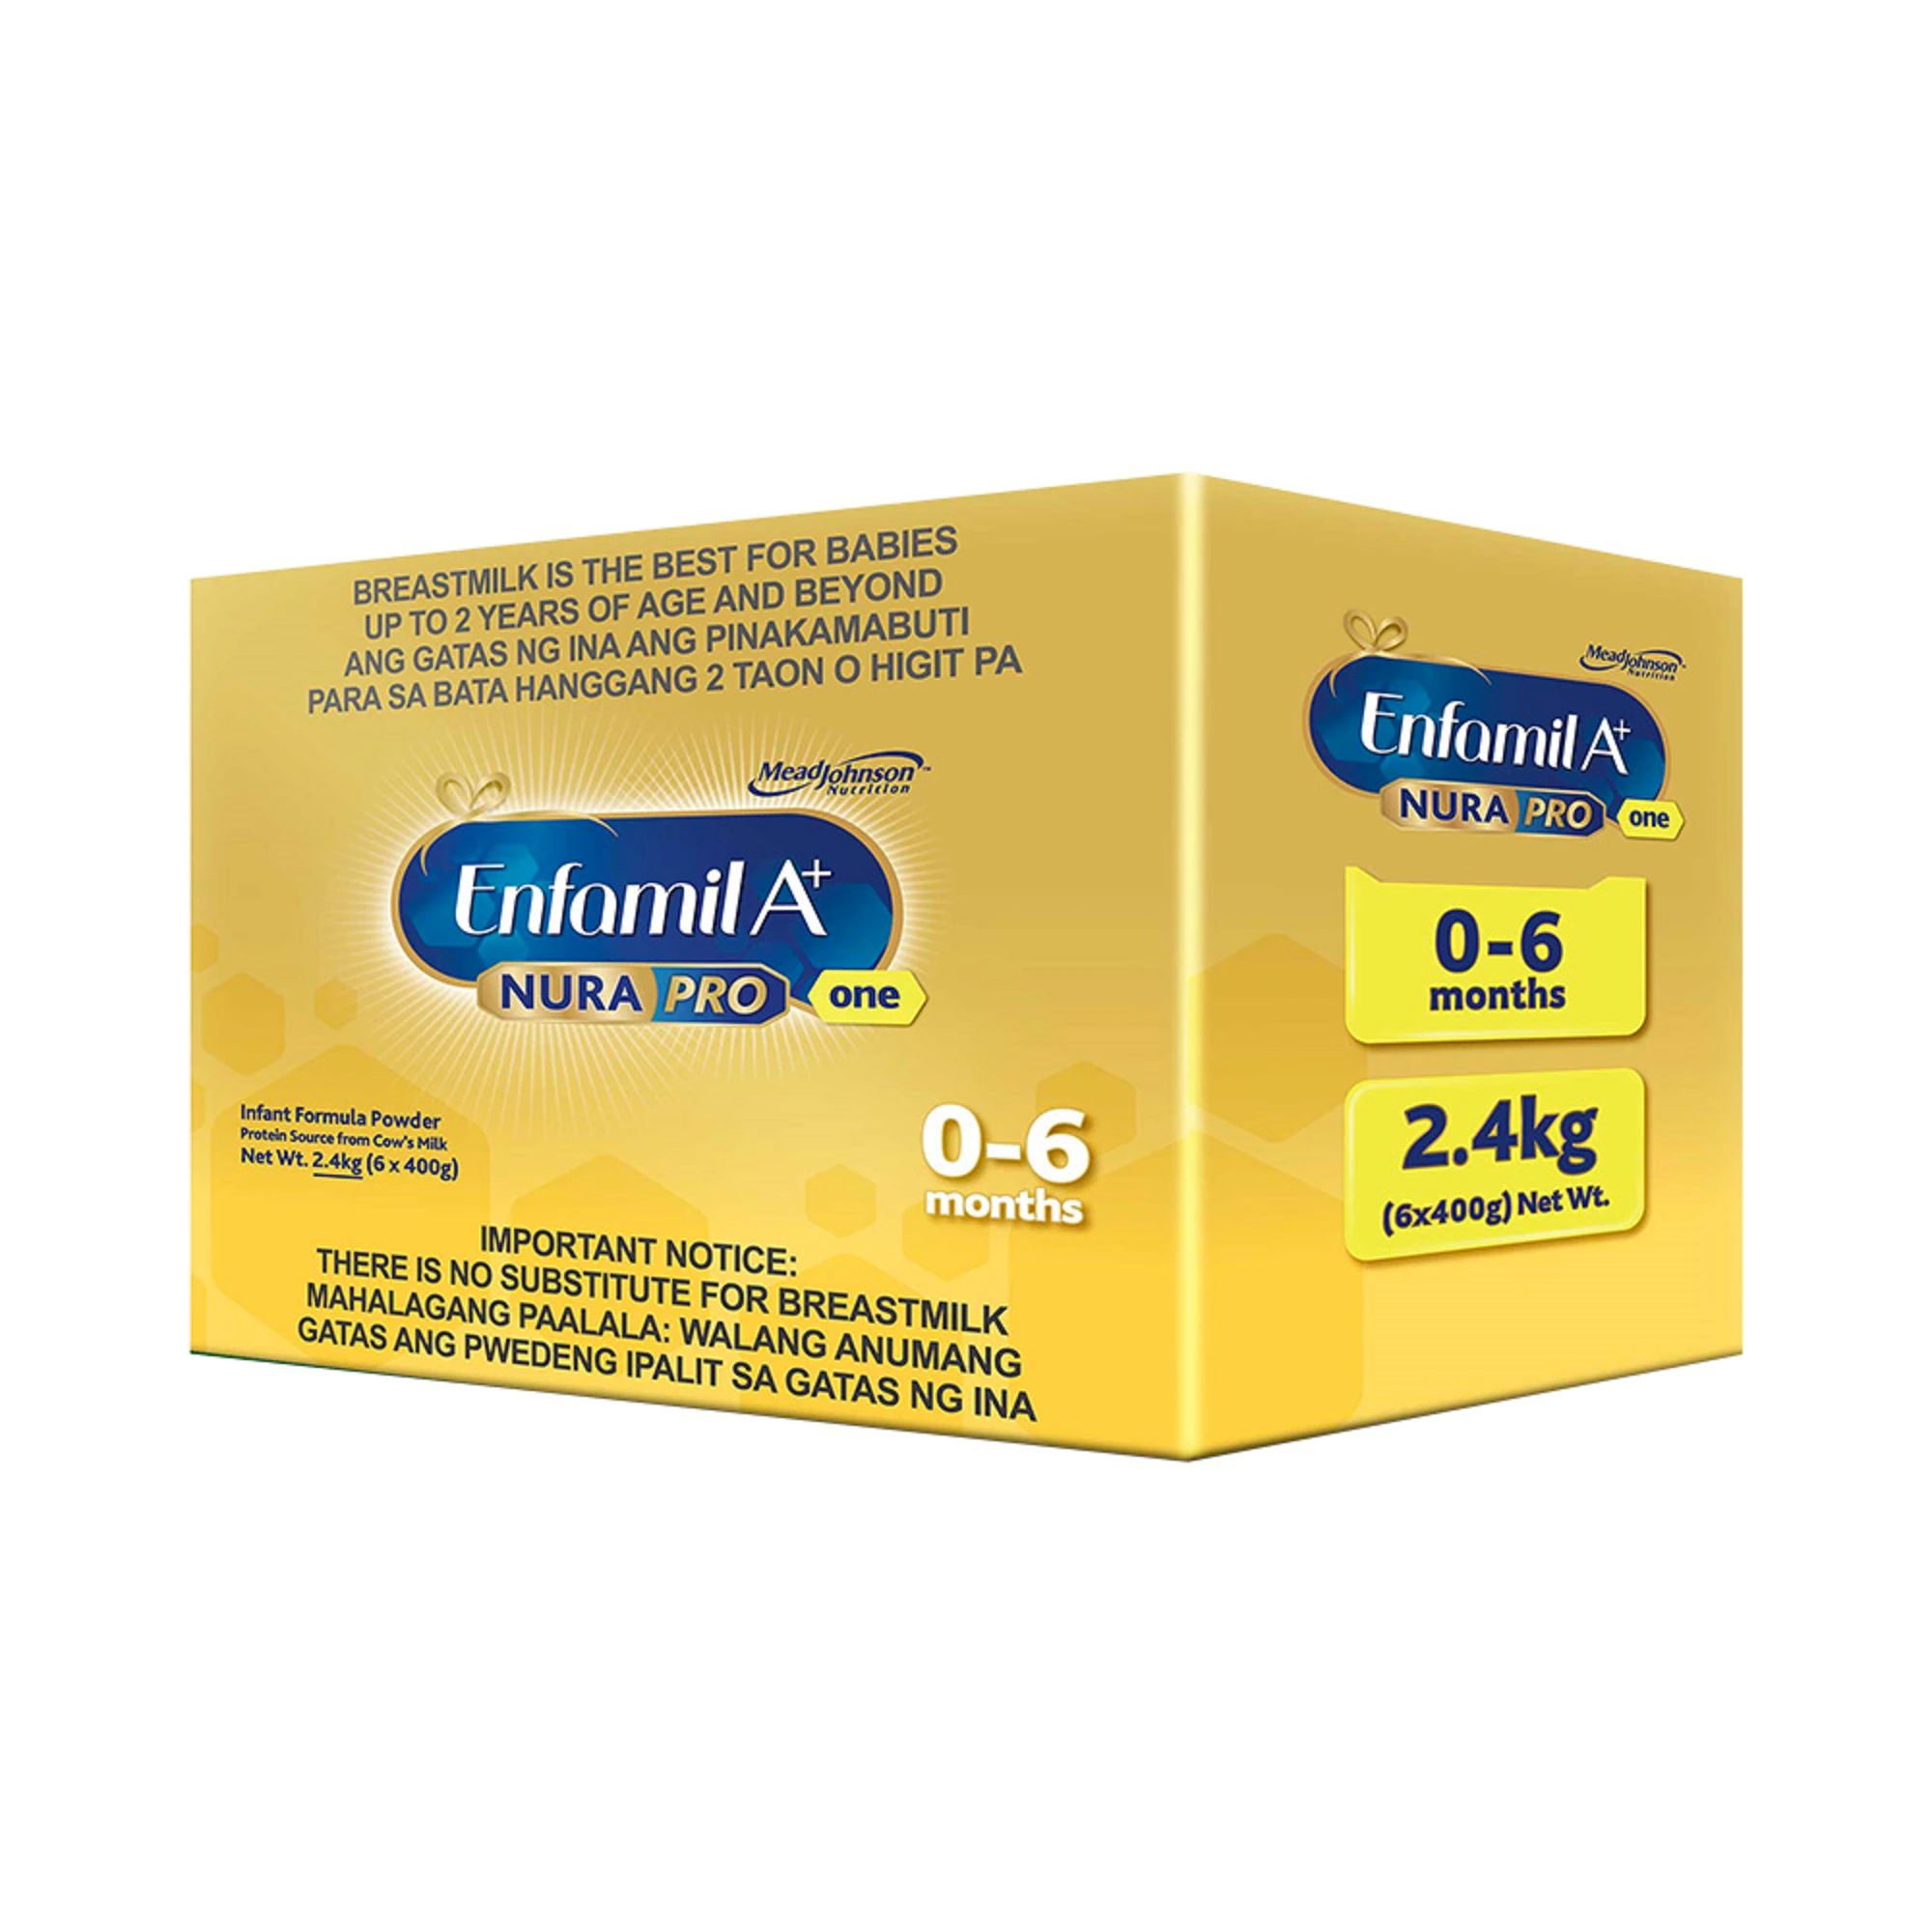 BREASTMILK IS THE BEST FOR BABIES
UP TO 2 YEARS OF AGE AND BEYOND
ANG GATAS NG INA ANG PINAKAMABUTI
PARA SA BATA HANGGANG 2 TAON O HIGIT PA
MeadJohnson™
Nutrition
Enfamil A+
NURA PRO one
Infant Formula Powder
Protein Source from Cow's Milk
Net Wt. 2.4kg (6 x 400g)
0-6
months
IMPORTANT NOTICE:
THERE IS NO SUBSTITUTE FOR BREASTMILK
MAHALAGANG PAALALA: WALANG ANUMANG
GATAS ANG PWEDENG IPALIT SA GATAS NG INA
MeadJohnson™
Nutrition
Enfamil A+
NURA PRO one
0-6
months
2.4kg
(6x400g) Net Wt.